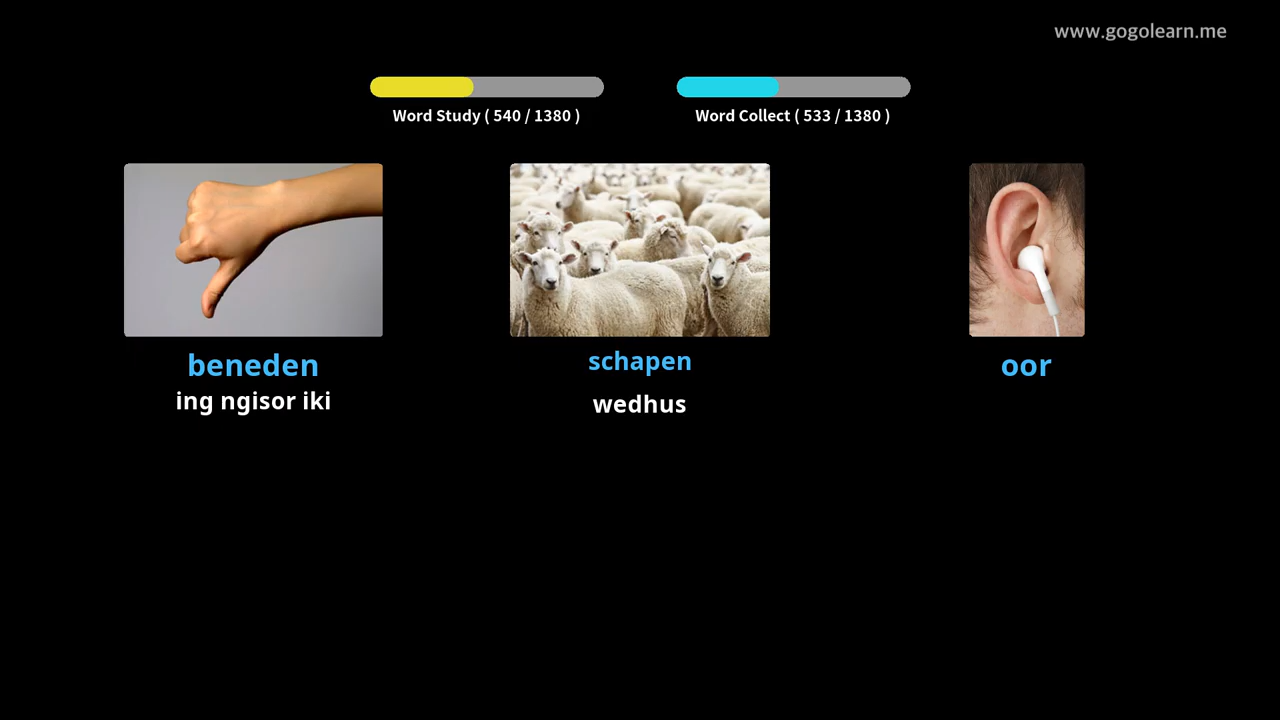 www.gogolearn.me
Word Study ( 540 / 1380 )
Word Collect ( 533 / 1380 )
beneden
ing ngisor iki
schapen
wedhus
oor